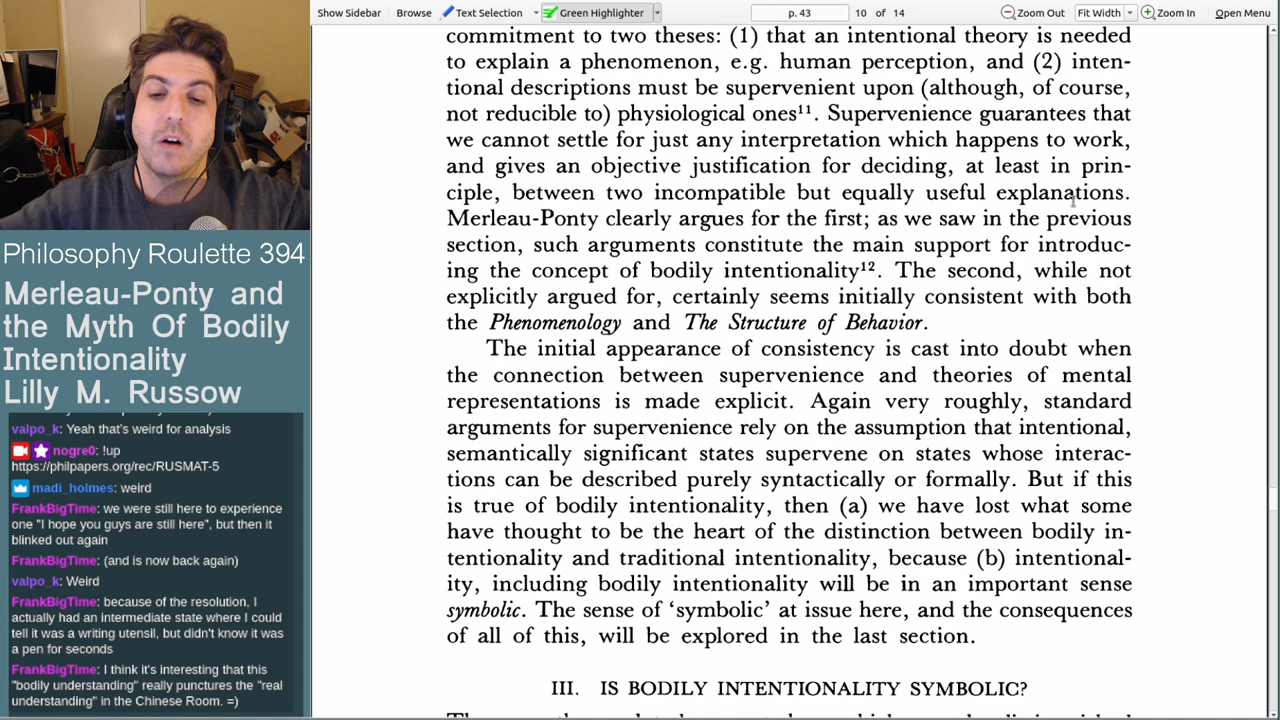 Show Sidebar Browse Text Selection Green Highlighter p. 43 10 of 14 Zoom Out Fit Width Zoom In Open Menu
commitment to two theses: (1) that an intentional theory is needed
to explain a phenomenon, e.g. human perception, and (2) inten-
tional descriptions must be supervenient upon (although, of course,
not reducible to) physiological ones¹¹. Supervenience guarantees that
we cannot settle for just any interpretation which happens to work,
and gives an objective justification for deciding, at least in prin-
ciple, between two incompatible but equally useful explanations.
Merleau-Ponty clearly argues for the first; as we saw in the previous
section, such arguments constitute the main support for introduc-
ing the concept of bodily intentionality¹². The second, while not
explicitly argued for, certainly seems initially consistent with both
the Phenomenology and The Structure of Behavior.
The initial appearance of consistency is cast into doubt when
the connection between supervenience and theories of mental
representations is made explicit. Again very roughly, standard
arguments for supervenience rely on the assumption that intentional,
semantically significant states supervene on states whose interac-
tions can be described purely syntactically or formally. But if this
is true of bodily intentionality, then (a) we have lost what some
have thought to be the heart of the distinction between bodily in-
tentionality and traditional intentionality, because (b) intentional-
ity, including bodily intentionality will be in an important sense
symbolic. The sense of 'symbolic' at issue here, and the consequences
of all of this, will be explored in the last section.
III. IS BODILY INTENTIONALITY SYMBOLIC?
Philosophy Roulette 394
Merleau-Ponty and
the Myth Of Bodily
Intentionality
Lilly M. Russow
valpo_k: Yeah that's weird for analysis
nogre0: !up
https://philpapers.org/rec/RUSMAT-5
madi_holmes: weird
FrankBigTime: we were still here to experience
one "I hope you guys are still here", but then it
blinked out again
FrankBigTime: (and is now back again)
valpo_k: Weird
FrankBigTime: because of the resolution, I
actually had an intermediate state where I could
tell it was a writing utensil, but didn't know it was
a pen for seconds
FrankBigTime: I think it's interesting that this
"bodily understanding" really punctures the "real
understanding" in the Chinese Room. =)